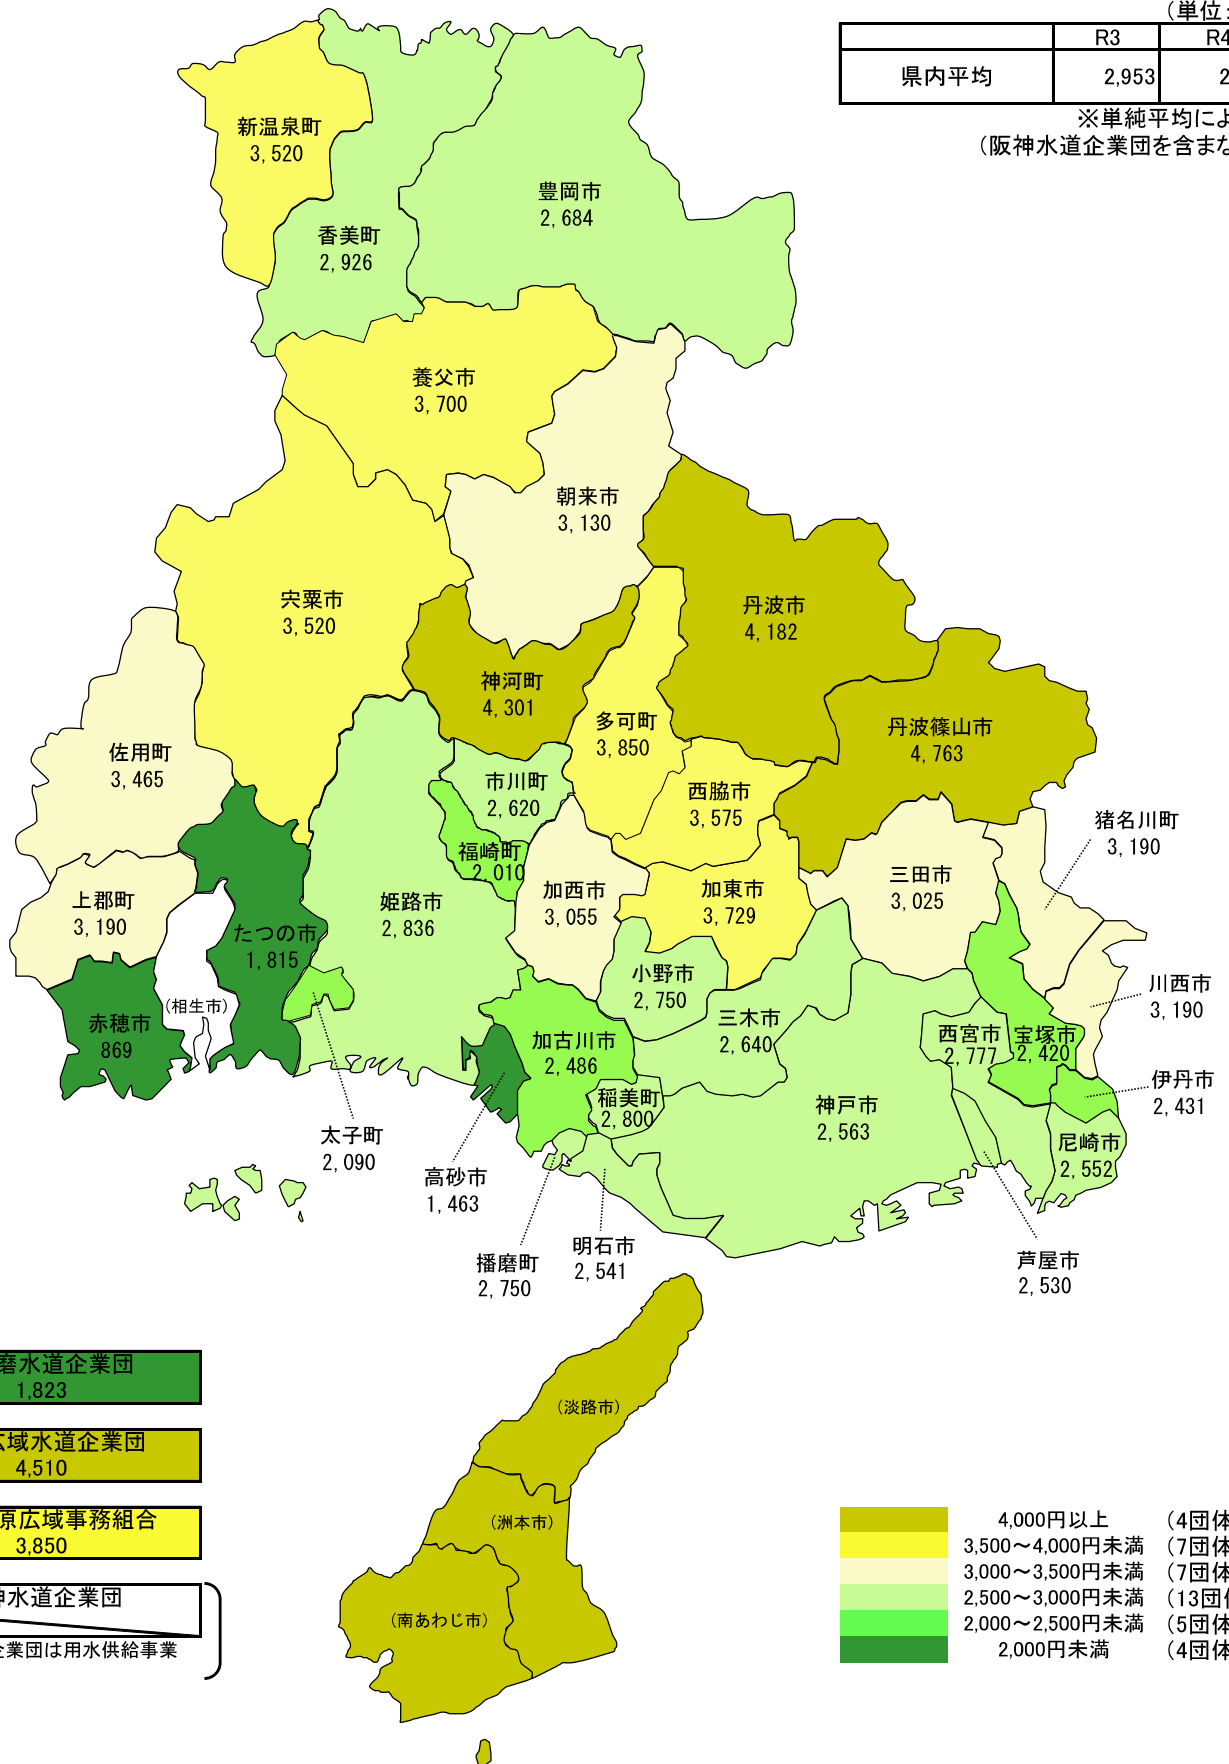 （単位：
R3 R4
県内平均 2,953 2
※単純平均によ
（阪神水道企業団を含まな
新温泉町
3,520
豊岡市
2,684
香美町
2,926
養父市
3,700
朝来市
3,130
宍粟市
3,520
丹波市
4,182
神河町
4,301
多可町
3,850
丹波篠山市
4,763
佐用町
3,465
市川町
2,620
西脇市
3,575
猪名川町
3,190
福崎町
2,010
加西市
3,055
加東市
3,729
三田市
3,025
上郡町
3,190
姫路市
2,836
たつの市
1,815
小野市
2,750
川西市
3,190
（相生市）
赤穂市
869
三木市
2,640
加古川市
2,486
西宮市
2,777
宝塚市
2,420
伊丹市
2,431
稲美町
2,800
神戸市
2,563
太子町
2,090
尼崎市
2,552
高砂市
1,463
播磨町
2,750
明石市
2,541
芦屋市
2,530
磨水道企業団
1,823
（淡路市）
広域水道企業団
4,510
（洲本市）
原広域事務組合
3,850
（南あわじ市）
神水道企業団
企業団は用水供給事業
4,000円以上 （4団体
3,500～4,000円未満 （7団体
3,000～3,500円未満 （7団体
2,500～3,000円未満 （13団体
2,000～2,500円未満 （5団体
2,000円未満 （4団体